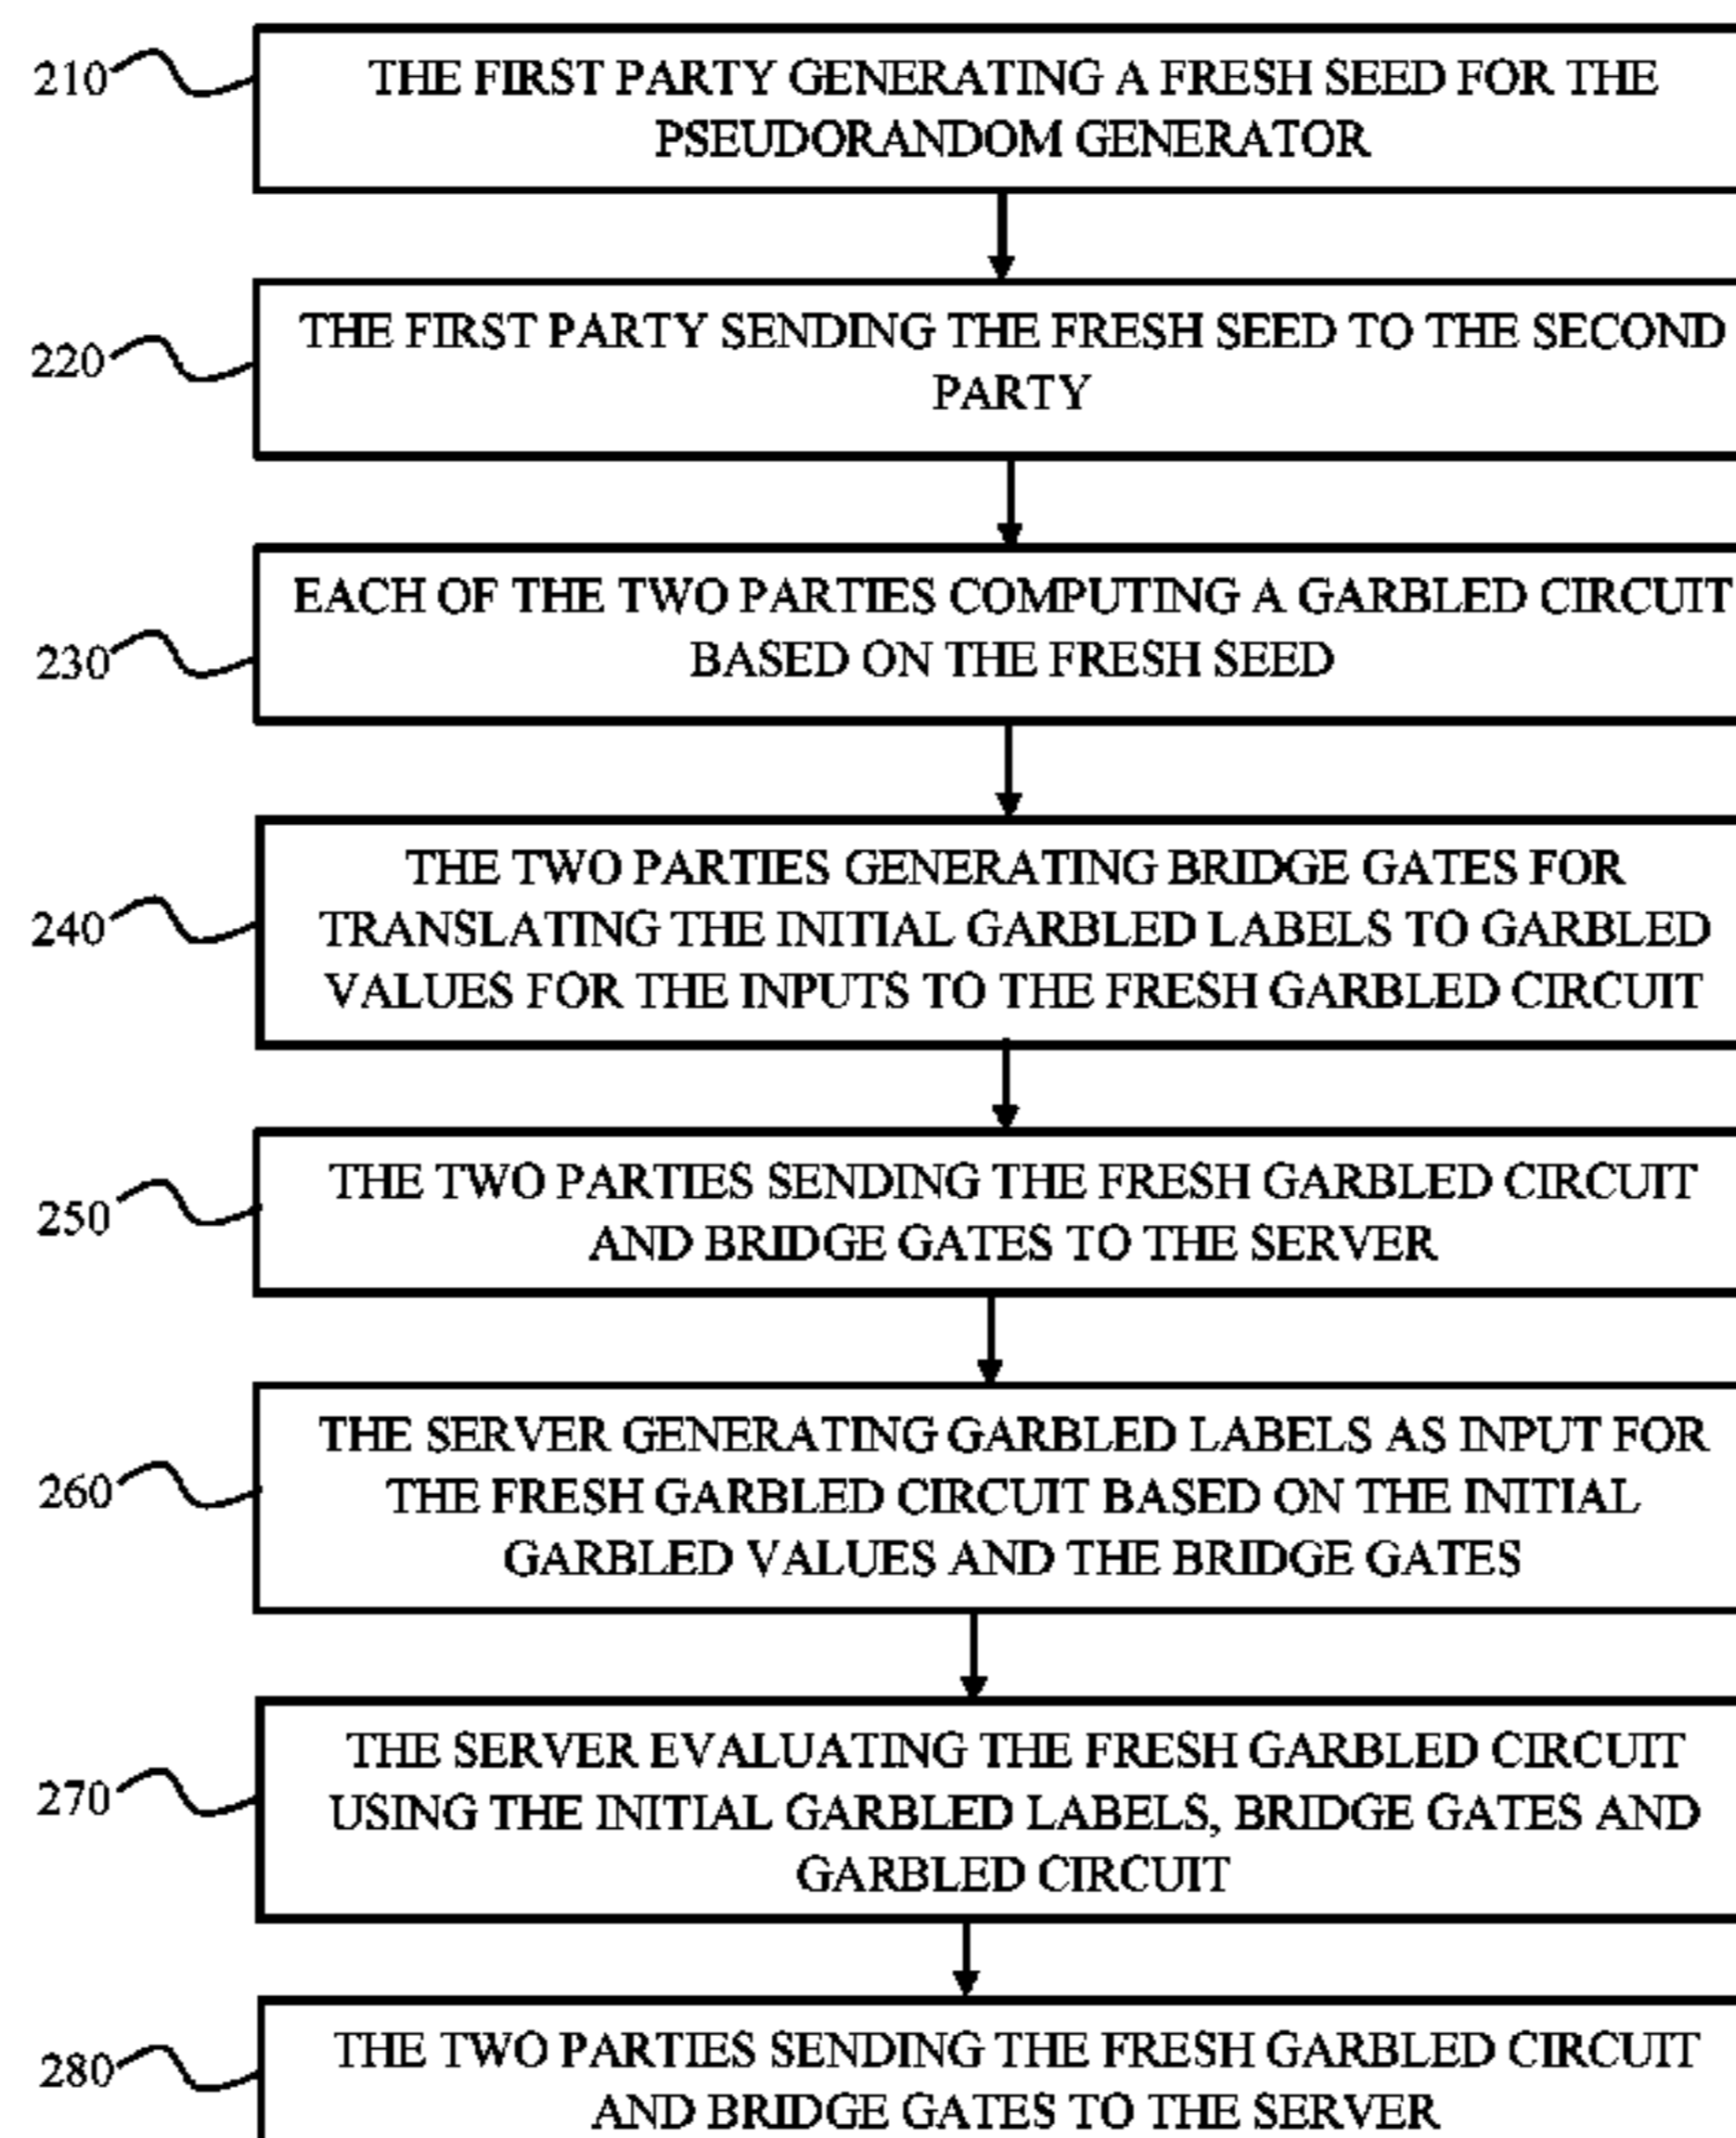 210
THE FIRST PARTY GENERATING A FRESH SEED FOR THE
PSEUDORANDOM GENERATOR
220
THE FIRST PARTY SENDING THE FRESH SEED TO THE SECOND
PARTY
230
EACH OF THE TWO PARTIES COMPUTING A GARBLED CIRCUIT
BASED ON THE FRESH SEED
240
THE TWO PARTIES GENERATING BRIDGE GATES FOR
TRANSLATING THE INITIAL GARBLED LABELS TO GARBLED
VALUES FOR THE INPUTS TO THE FRESH GARBLED CIRCUIT
250
THE TWO PARTIES SENDING THE FRESH GARBLED CIRCUIT
AND BRIDGE GATES TO THE SERVER
260
THE SERVER GENERATING GARBLED LABELS AS INPUT FOR
THE FRESH GARBLED CIRCUIT BASED ON THE INITIAL
GARBLED VALUES AND THE BRIDGE GATES
270
THE SERVER EVALUATING THE FRESH GARBLED CIRCUIT
USING THE INITIAL GARBLED LABELS, BRIDGE GATES AND
GARBLED CIRCUIT
280
THE TWO PARTIES SENDING THE FRESH GARBLED CIRCUIT
AND BRIDGE GATES TO THE SERVER